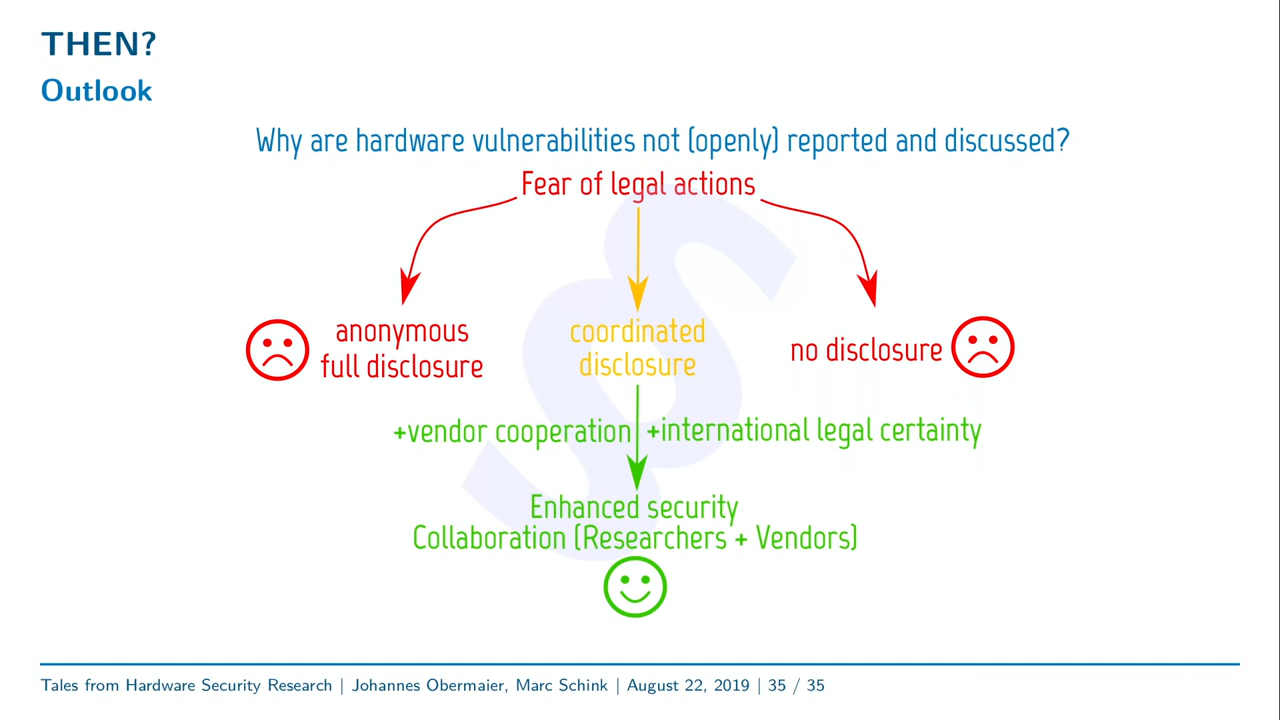 THEN?
Outlook
Why are hardware vulnerabilities not (openly) reported and discussed?
Fear of legal actions
§
anonymous
full disclosure
coordinated
disclosure
no disclosure
+vendor cooperation
+international legal certainty
Enhanced security
Collaboration (Researchers + Vendors)
Tales from Hardware Security Research | Johannes Obermaier, Marc Schink | August 22, 2019 | 35 / 35